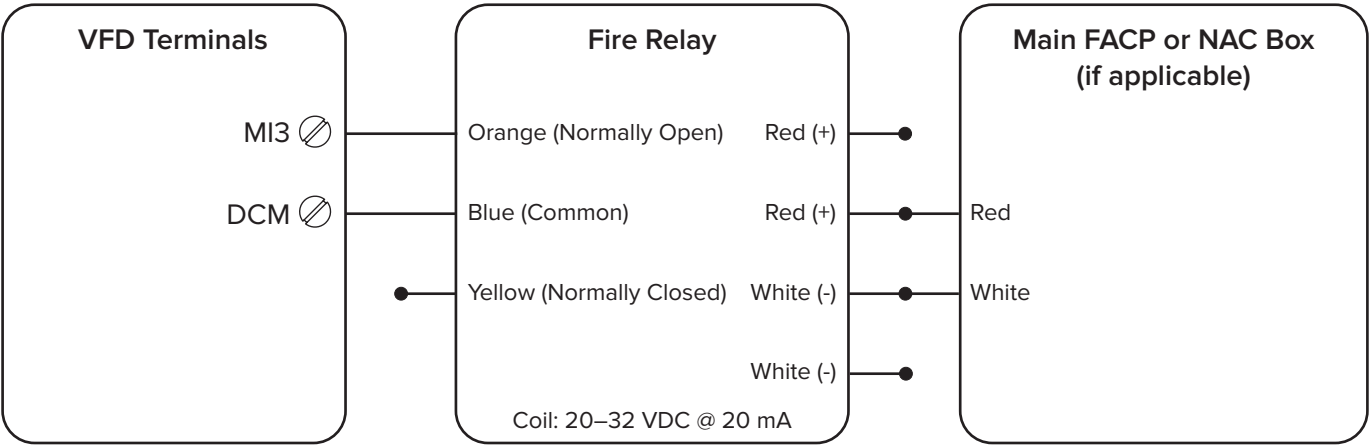 VFD Terminals
MI3
DCM
Fire Relay
Orange (Normally Open)
Red (+)
Blue (Common)
Red (+)
Yellow (Normally Closed)
White (-)
White (-)
Coil: 20–32 VDC @ 20 mA
Main FACP or NAC Box
(if applicable)
Red
White